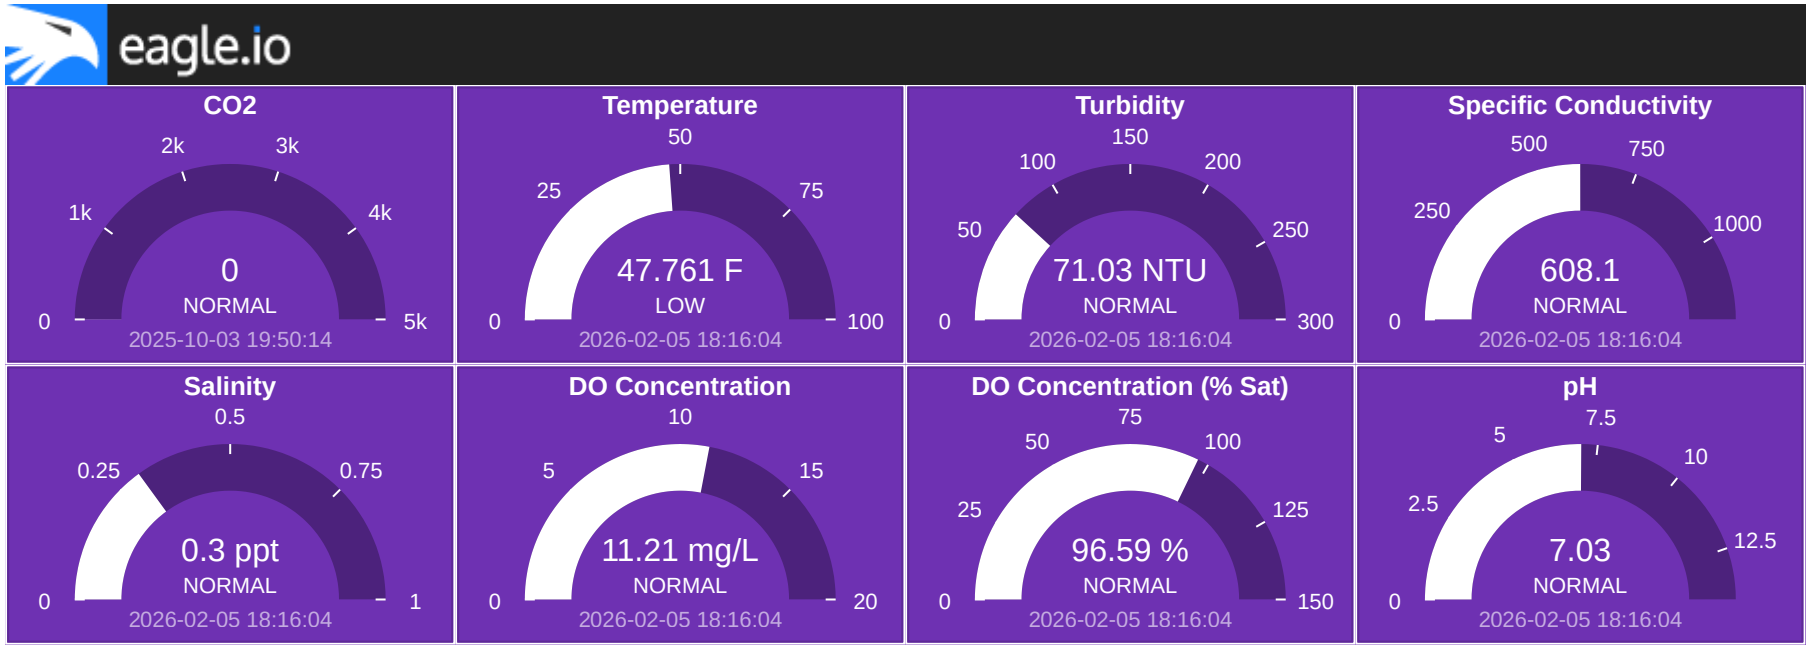 eagle.io
CO2
2k
3k
1k
4k
0
NORMAL
0
5k
2025-10-03 19:50:14
Temperature
50
25
75
47.761 F
LOW
0
100
2026-02-05 18:16:04
Turbidity
150
100
200
50
250
71.03 NTU
NORMAL
0
300
2026-02-05 18:16:04
Specific Conductivity
500
750
250
1000
608.1
NORMAL
0
2026-02-05 18:16:04
Salinity
0.5
0.25
0.75
0.3 ppt
NORMAL
0
1
2026-02-05 18:16:04
DO Concentration
10
5
15
11.21 mg/L
NORMAL
0
20
2026-02-05 18:16:04
DO Concentration (% Sat)
75
50
100
25
125
96.59 %
NORMAL
0
150
2026-02-05 18:16:04
pH
7.5
5
10
2.5
12.5
7.03
NORMAL
0
2026-02-05 18:16:04